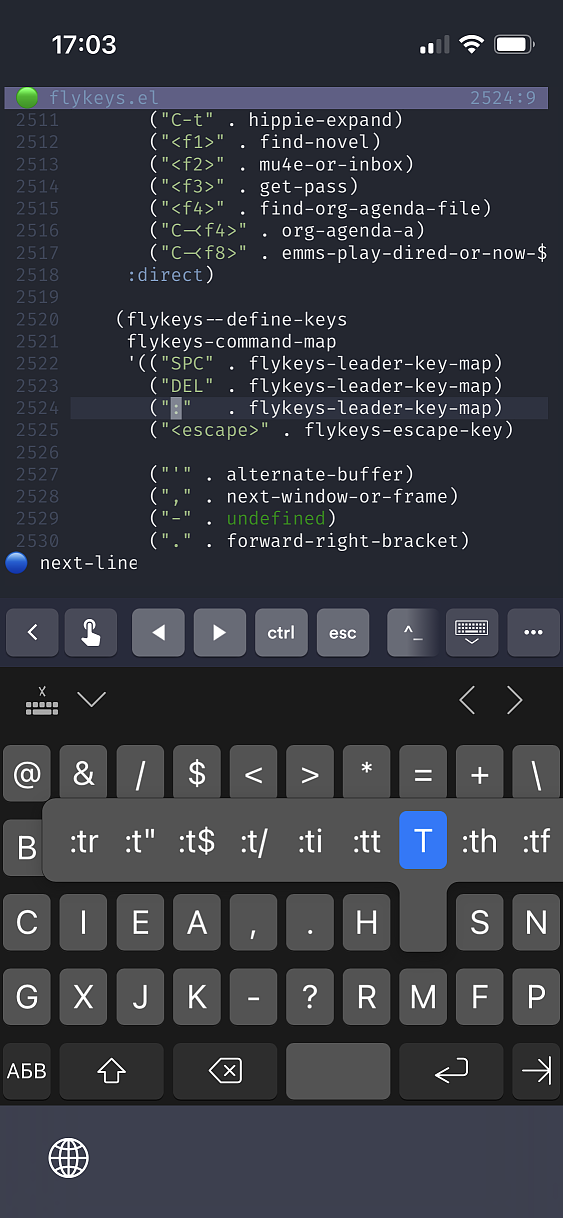 17:03
flykeys.el 2524:9
2511 ("C-t" . hippie-expand)
2512 ("<f1>" . find-novel)
2513 ("<f2>" . mu4e-or-inbox)
2514 ("<f3>" . get-pass)
2515 ("<f4>" . find-org-agenda-file)
2516 ("C-<f4>" . org-agenda-a)
2517 ("C-<f8>" . emms-play-dired-or-now-$
2518 :direct)
2519
2520 (flykeys--define-keys
2521 flykeys-command-map
2522 '(("SPC" . flykeys-leader-key-map)
2523 ("DEL" . flykeys-leader-key-map)
2524 (":" . flykeys-leader-key-map)
2525 ("<escape>" . flykeys-escape-key)
2526
2527 ("'" . alternate-buffer)
2528 ("," . next-window-or-frame)
2529 ("-" . undefined)
2530 ("." . forward-right-bracket)
next-line
ctrl esc ^_ •••
@ & / $ < > * = + \
B :tr :t" :t$ :t/ :ti :tt T :th :tf
C I E A , . H S N
G X J K - ? R M F P
АБВ